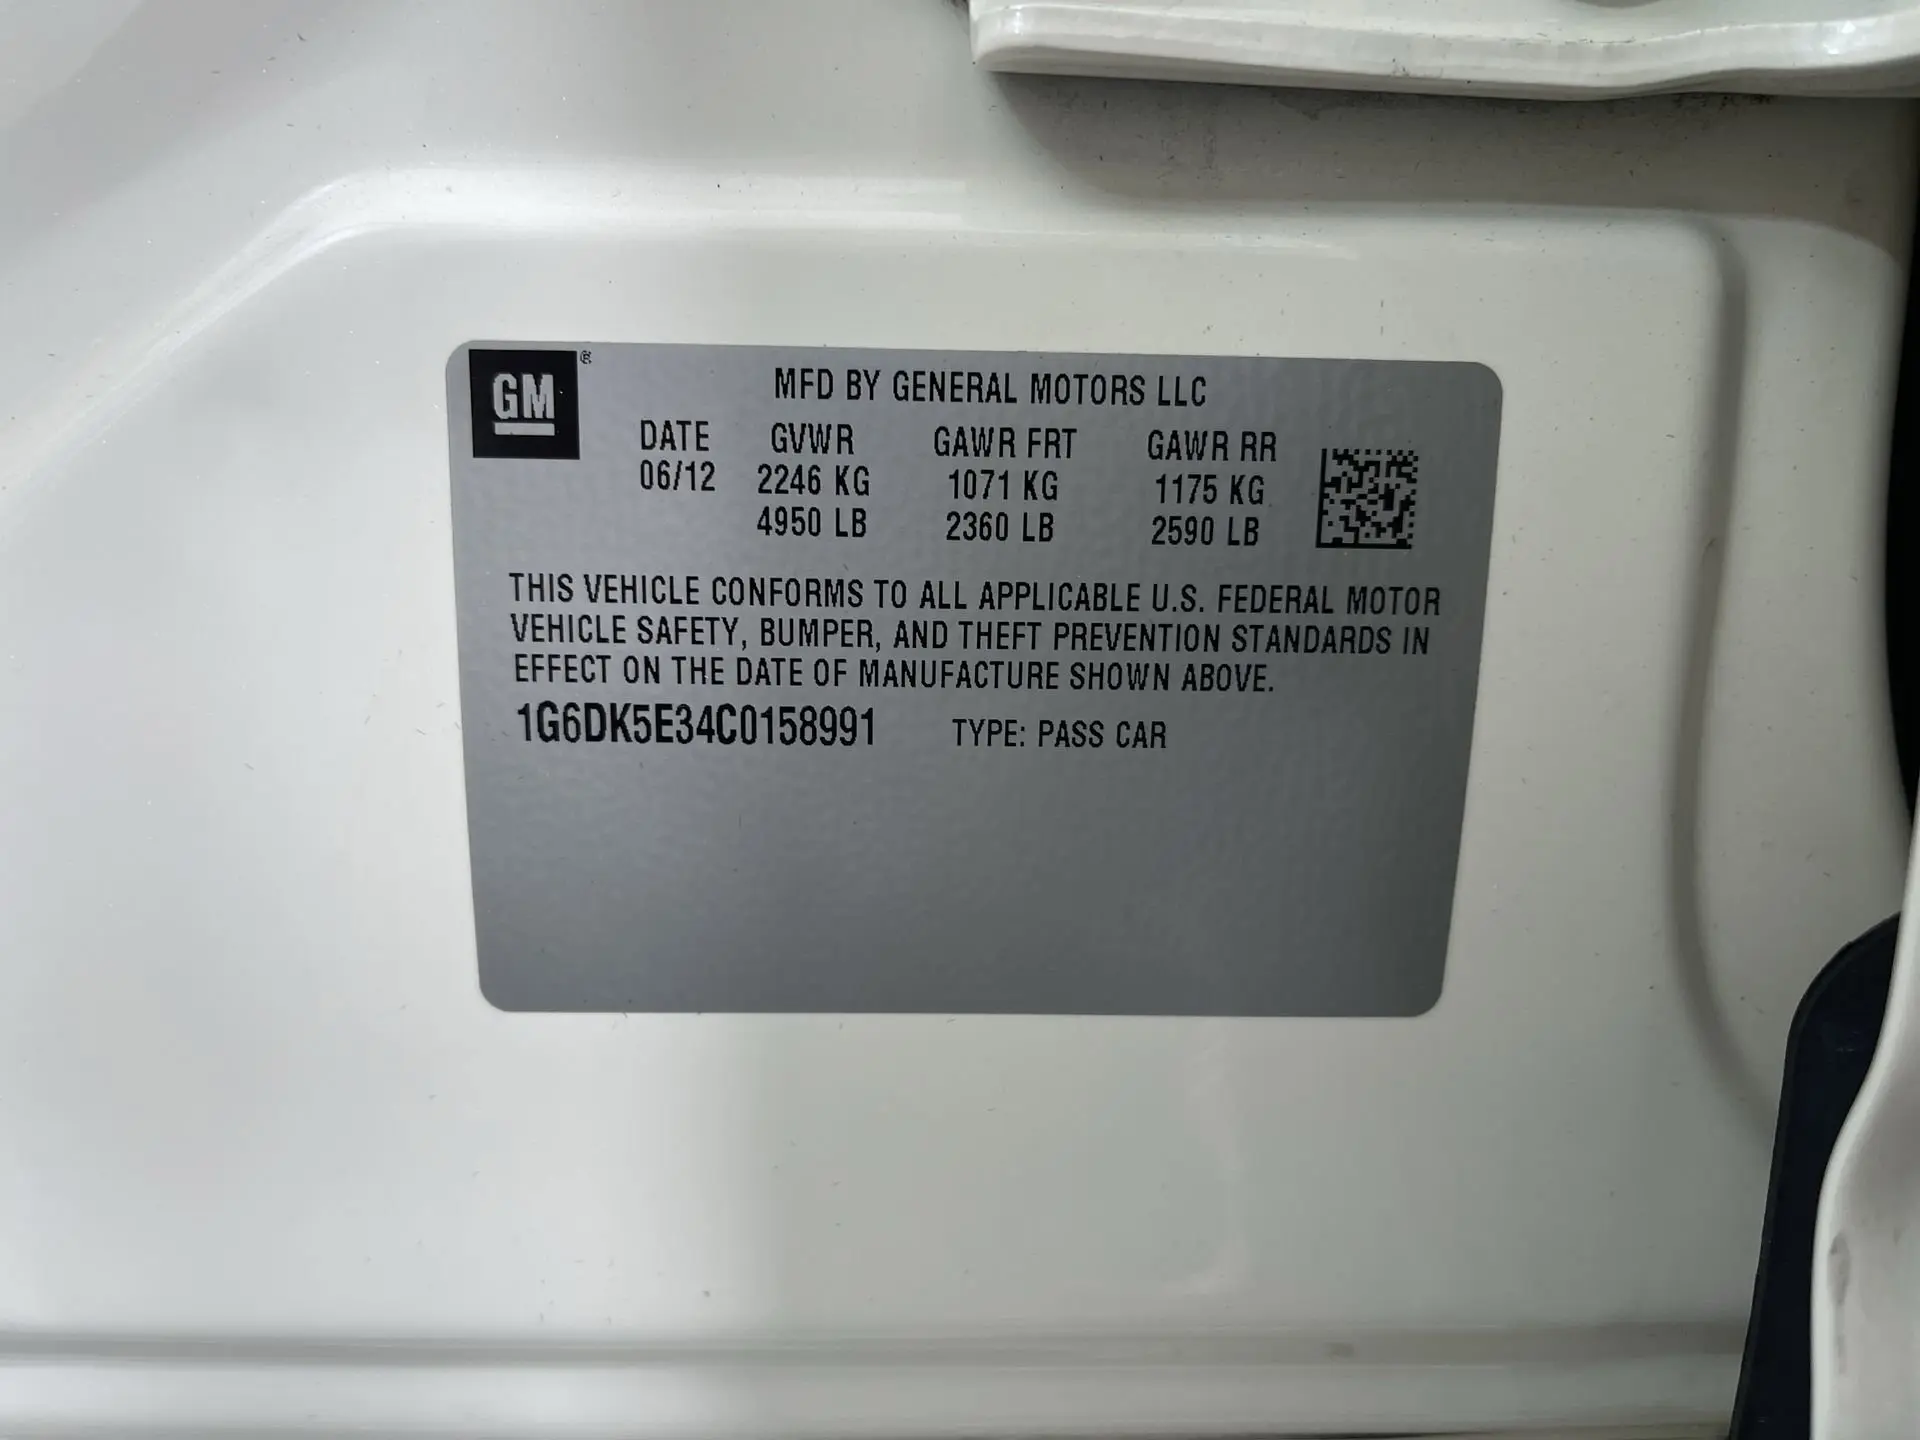 GM®
MFD BY GENERAL MOTORS LLC
DATE GVWR GAWR FRT GAWR RR
06/12 2246 KG 1071 KG 1175 KG
4950 LB 2360 LB 2590 LB
THIS VEHICLE CONFORMS TO ALL APPLICABLE U.S. FEDERAL MOTOR
VEHICLE SAFETY, BUMPER, AND THEFT PREVENTION STANDARDS IN
EFFECT ON THE DATE OF MANUFACTURE SHOWN ABOVE.
1G6DK5E34C0158991 TYPE: PASS CAR